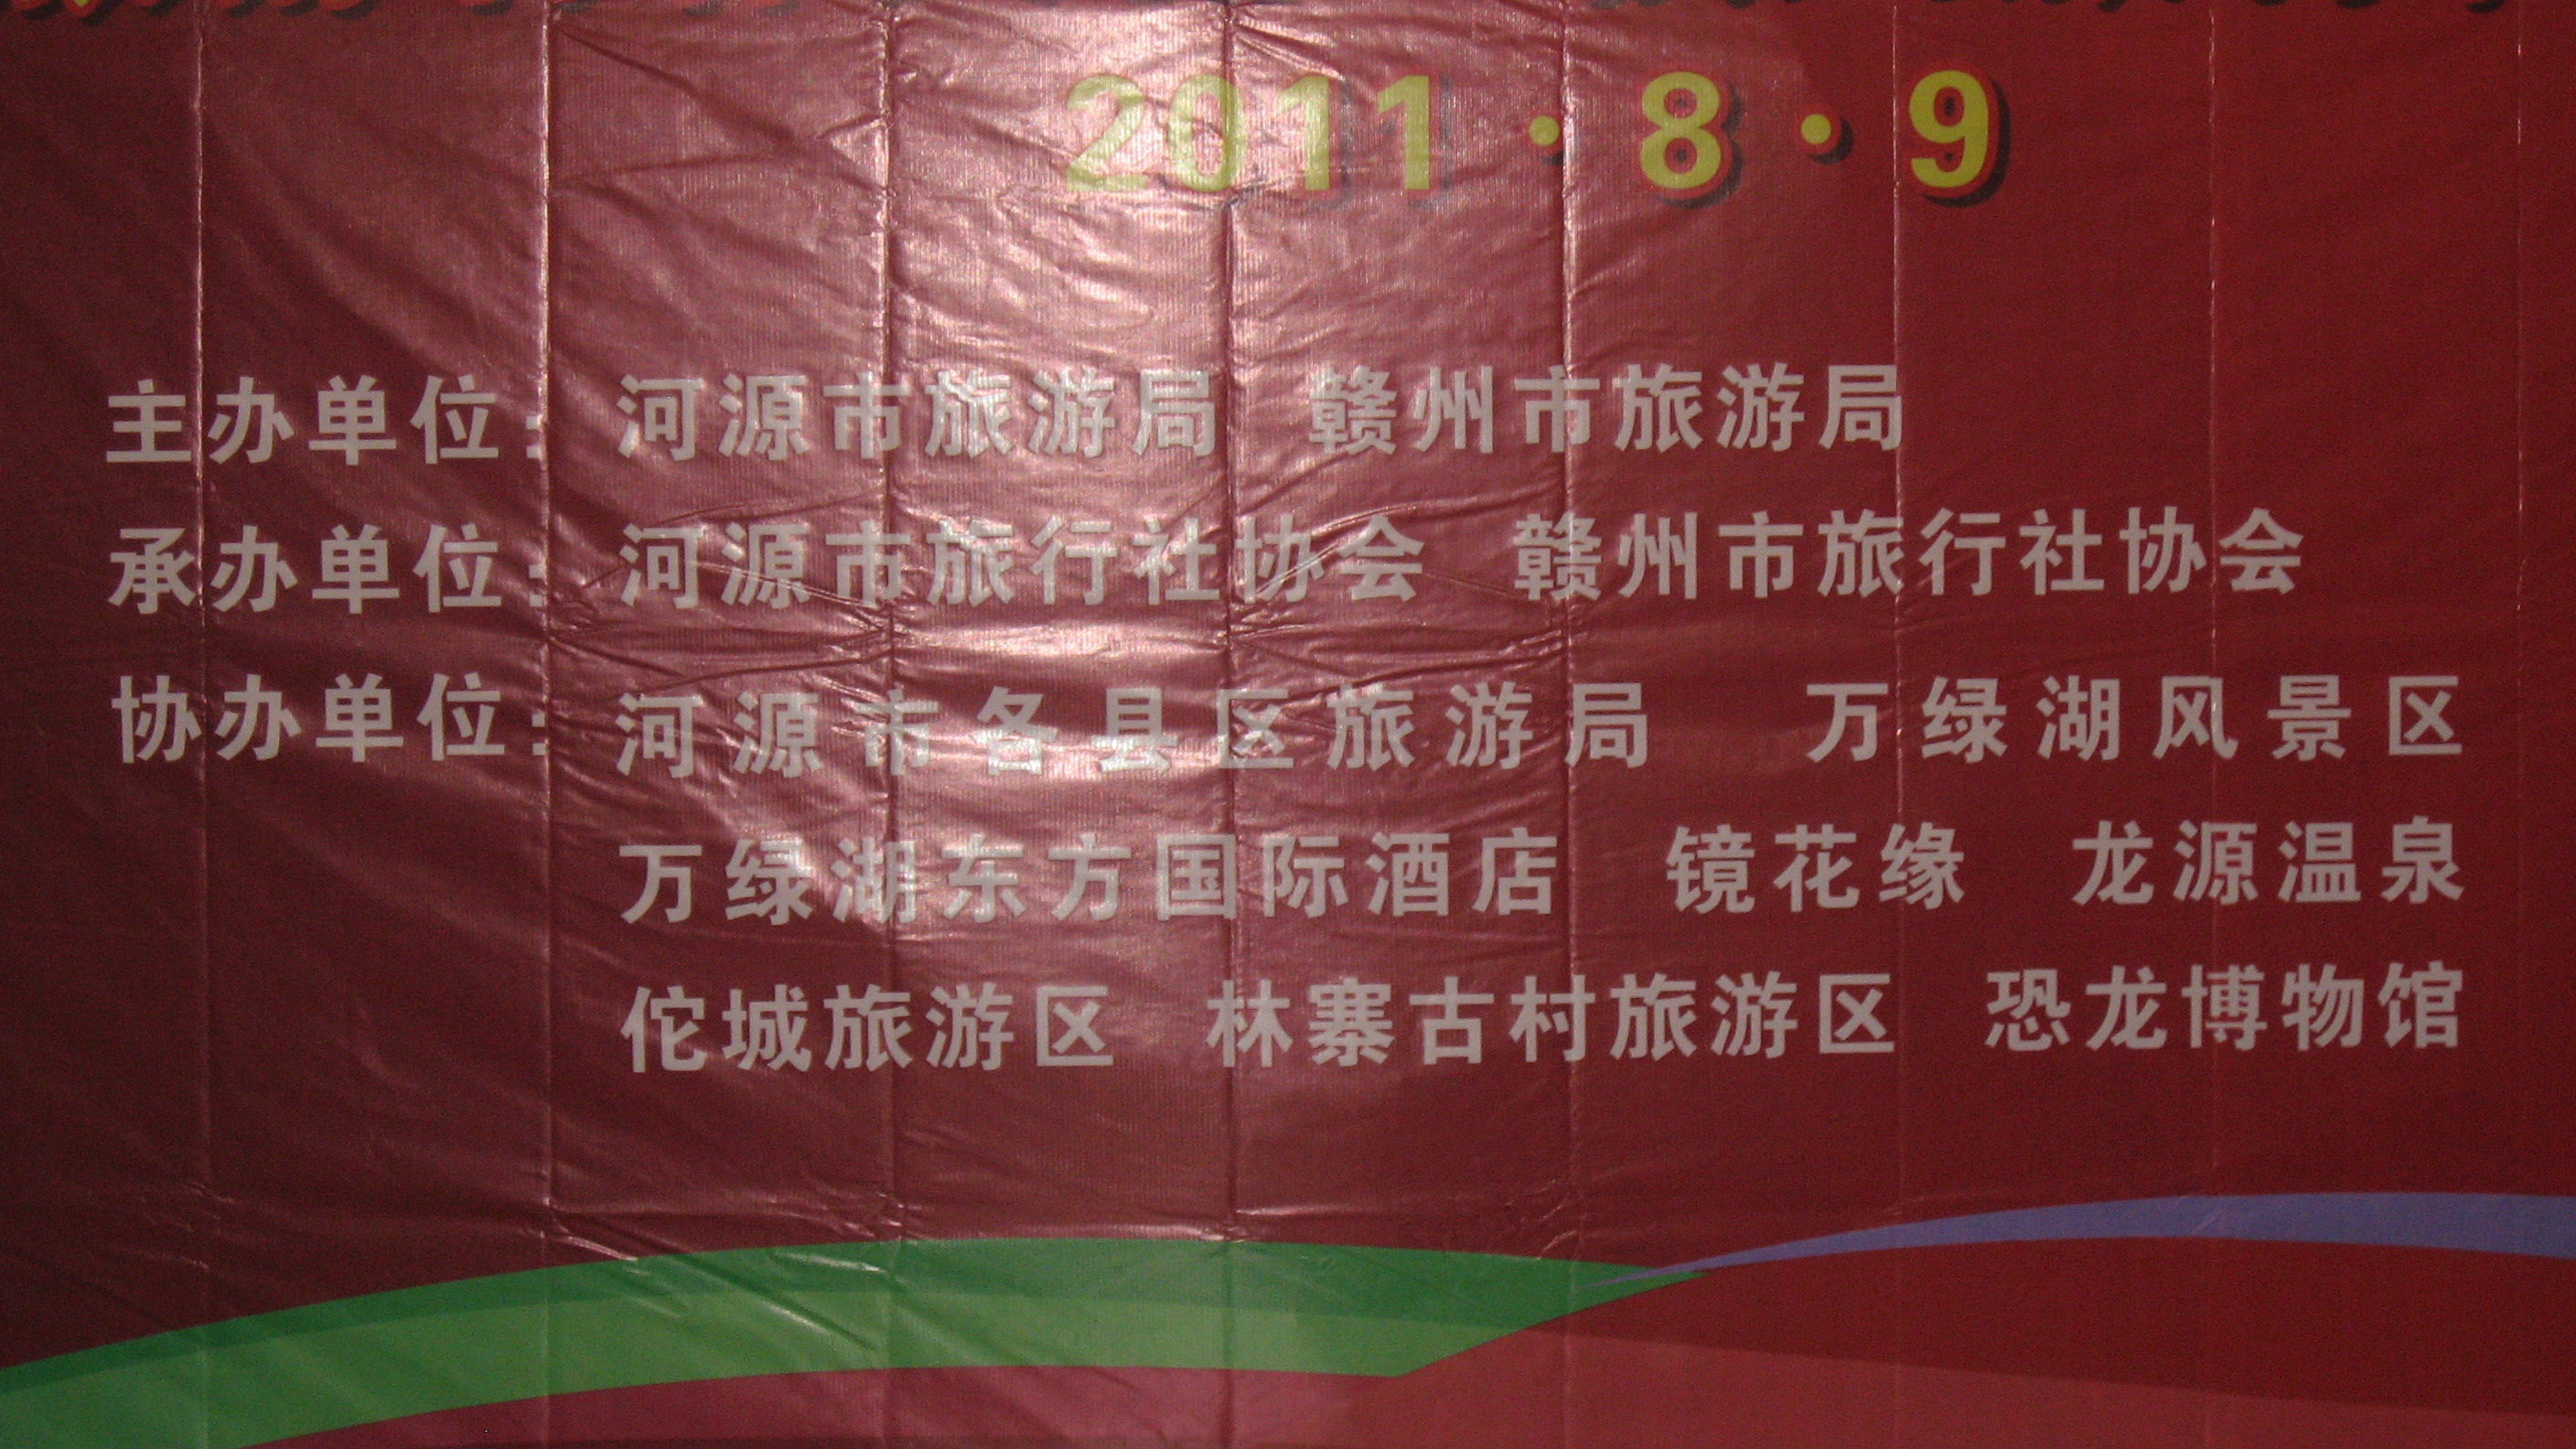 2011·8·9
主办单位：河源市旅游局 赣州市旅游局
承办单位：河源市旅行社协会 赣州市旅行社协会
协办单位：河源市各县区旅游局 万绿湖风景区
万绿湖东方国际酒店 镜花缘 龙源温泉
佗城旅游区 林寨古村旅游区 恐龙博物馆